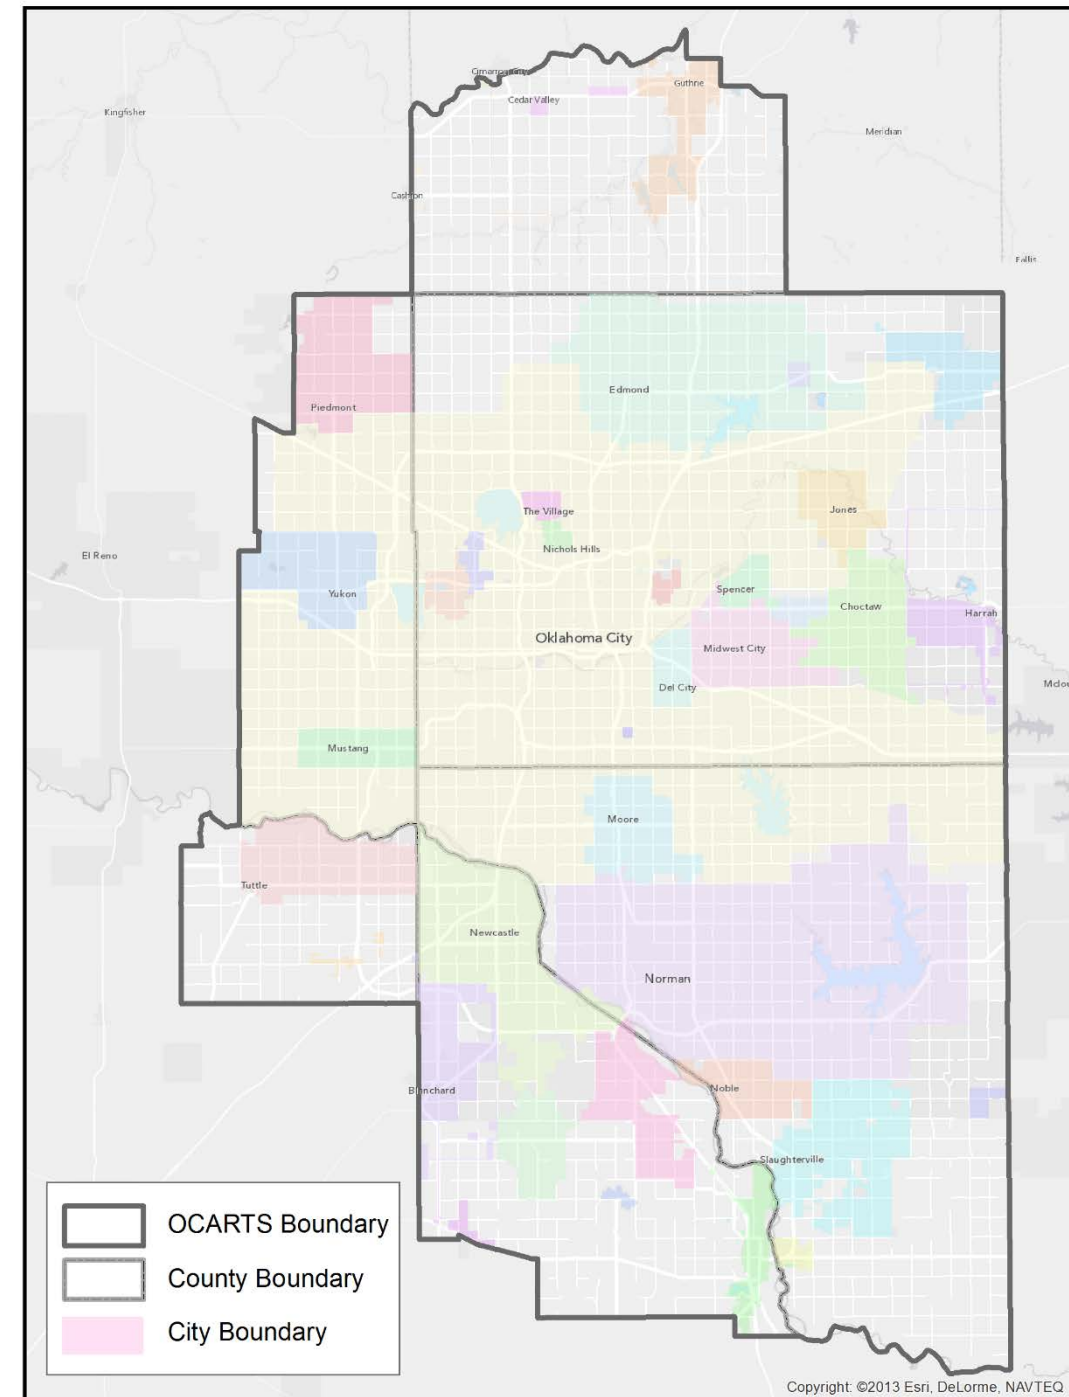 Cimarron City
Guthrie
Cedar Valley
Kingfisher
Meridian
Cashion
Fallis
Edmond
Piedmont
Jones
The Village
El Reno
Nichols Hills
Spencer
Yukon
Choctaw
Harrah
Oklahoma City
Midwest City
Del City
Mclou
Mustang
Moore
Tuttle
Newcastle
Norman
Blanchard
Noble
Slaughterville
OCARTS Boundary
County Boundary
City Boundary
Copyright: ©2013 Esri, DeLorme, NAVTEQ